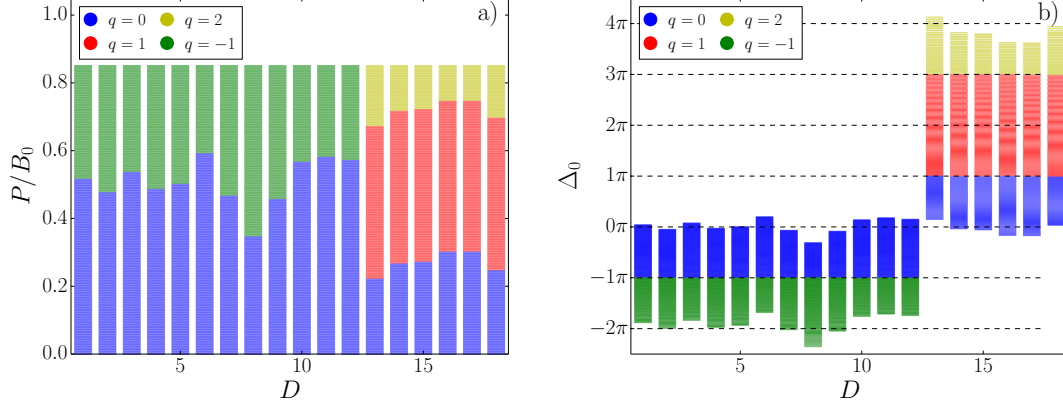 a)
q = 0 q = 2
q = 1 q = −1
1.0
0.8
0.6
0.4
0.2
0.0
P/B₀
5 10 15
D
b)
q = 0 q = 2
q = 1 q = −1
4π
3π
2π
1π
0π
−1π
−2π
Δ₀
5 10 15
D